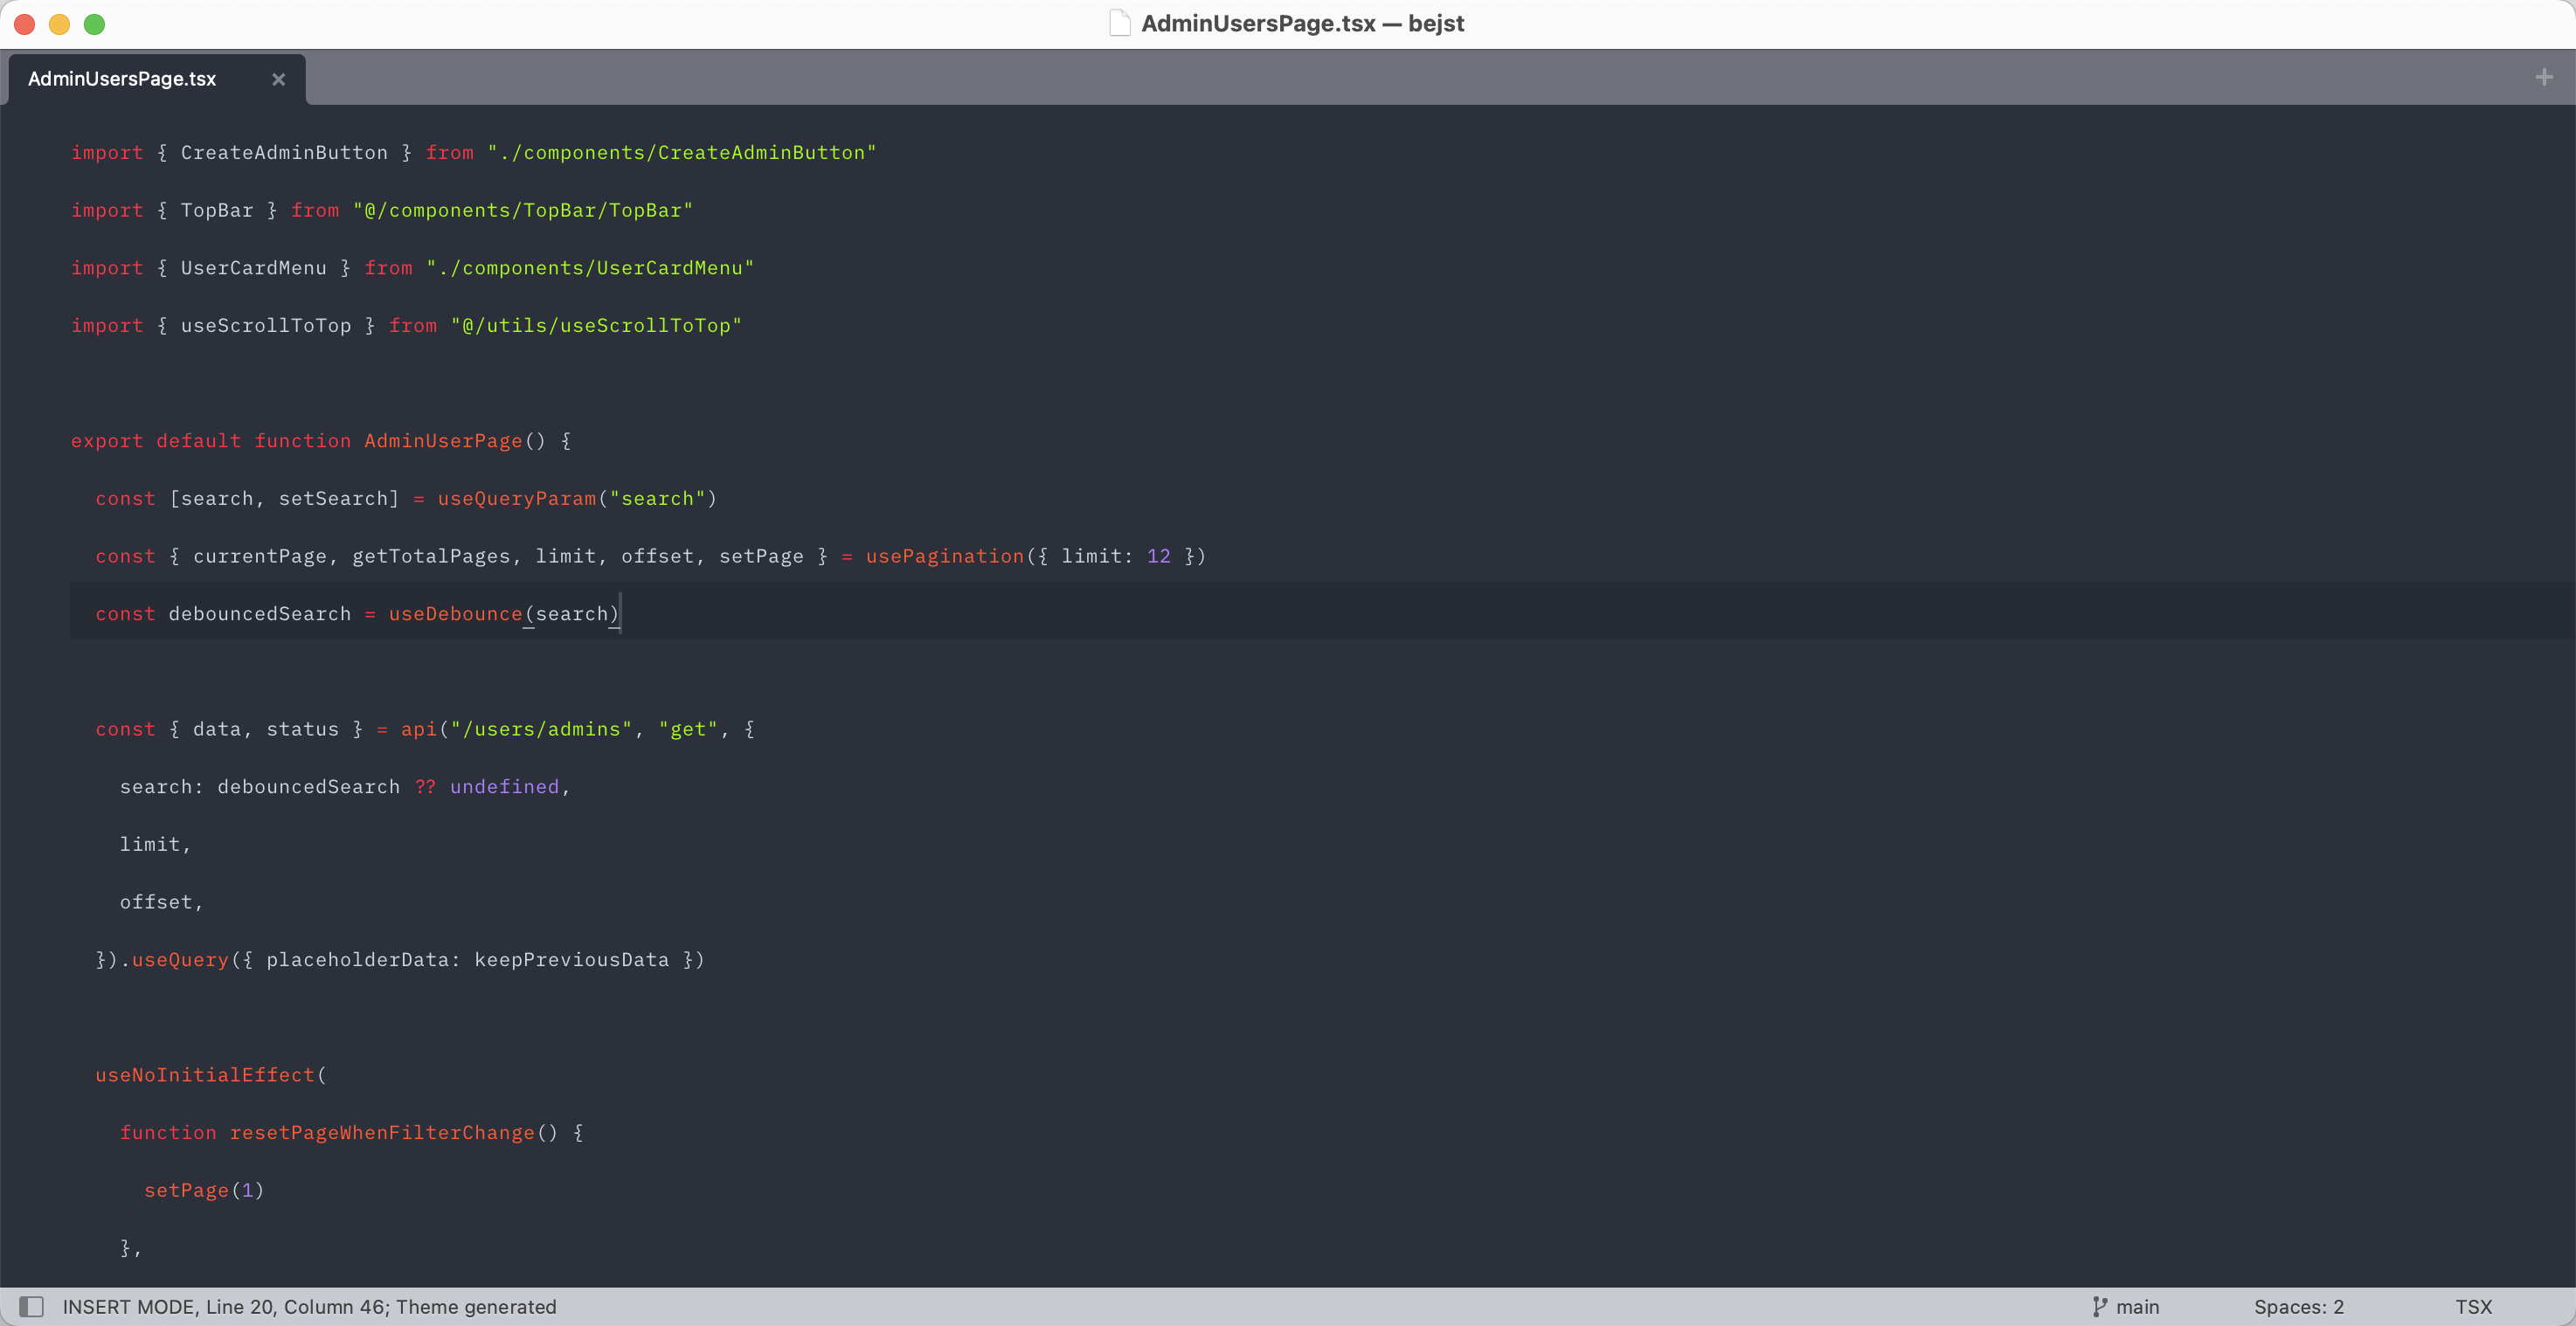 AdminUsersPage.tsx — bejst
AdminUsersPage.tsx
import { CreateAdminButton } from "./components/CreateAdminButton"
import { TopBar } from "@/components/TopBar/TopBar"
import { UserCardMenu } from "./components/UserCardMenu"
import { useScrollToTop } from "@/utils/useScrollToTop"
export default function AdminUserPage() {
const [search, setSearch] = useQueryParam("search")
const { currentPage, getTotalPages, limit, offset, setPage } = usePagination({ limit: 12 })
const debouncedSearch = useDebounce(search)
const { data, status } = api("/users/admins", "get", {
search: debouncedSearch ?? undefined,
limit,
offset,
}).useQuery({ placeholderData: keepPreviousData })
useNoInitialEffect(
function resetPageWhenFilterChange() {
setPage(1)
},
INSERT MODE, Line 20, Column 46; Theme generated
main
Spaces: 2
TSX